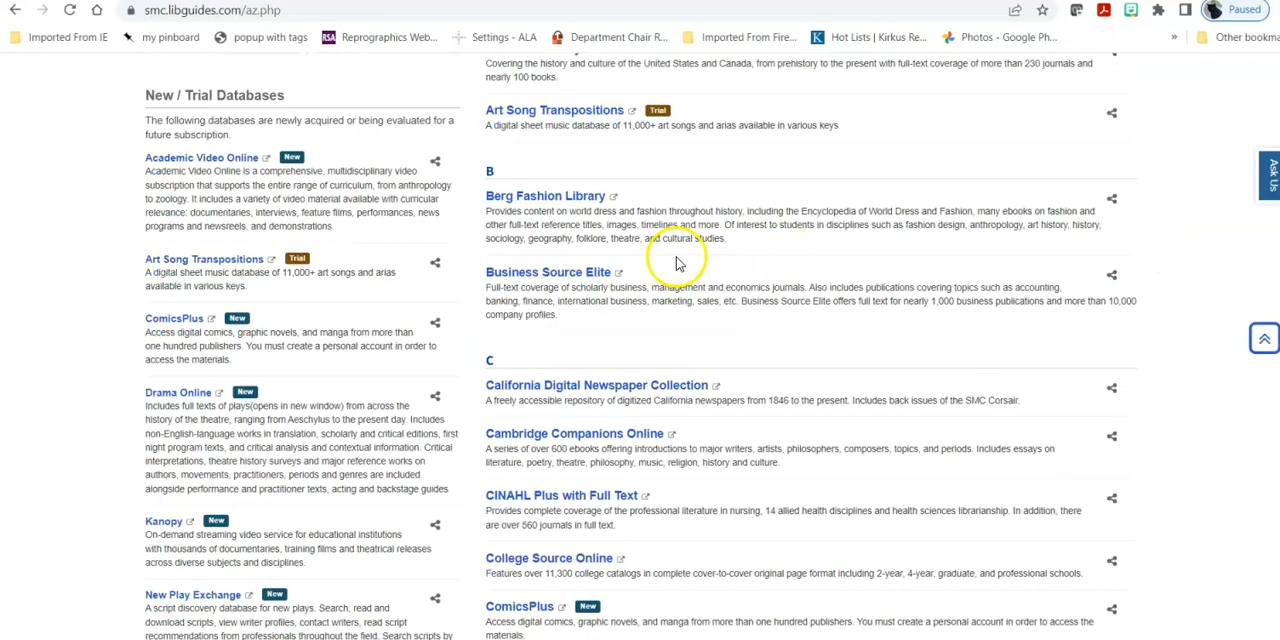 smc.libguides.com/az.php
Paused
Imported From IE
my pinboard
popup with tags
RSA
Reprographics Web...
Settings - ALA
Department Chair R...
Imported From Fire...
K
Hot Lists | Kirkus Re...
Photos - Google Ph...
»
Other bookma
New / Trial Databases
The following databases are newly acquired or being evaluated for a
future subscription.
Academic Video Online New
Academic Video Online is a comprehensive, multidisciplinary video
subscription that supports the entire range of curriculum, from anthropology
to zoology. It includes a variety of video material available with curricular
relevance: documentaries, interviews, feature films, performances, news
programs and newsreels, and demonstrations.
Art Song Transpositions Trial
A digital sheet music database of 11,000+ art songs and arias
available in various keys.
ComicsPlus New
Access digital comics, graphic novels, and manga from more than
one hundred publishers. You must create a personal account in order to
access the materials.
Drama Online New
Includes full texts of plays(opens in new window) from across the
history of the theatre, ranging from Aeschylus to the present day. Includes
non-English-language works in translation, scholarly and critical editions, first
night program texts, and critical analysis and contextual information. Critical
interpretations, theatre history surveys and major reference works on
authors, movements, practitioners, periods and genres are included
alongside performance and practitioner texts, acting and backstage guides
Kanopy New
On-demand streaming video service for educational institutions
with thousands of documentaries, training films and theatrical releases
across diverse subjects and disciplines.
New Play Exchange New
A script discovery database for new plays. Search, read and
download scripts, view writer profiles, contact writers, read script
recommendations from professionals throughout the field. Search scripts by
Covering the history and culture of the United States and Canada, from prehistory to the present with full-text coverage of more than 230 journals and
nearly 100 books.
Art Song Transpositions Trial
A digital sheet music database of 11,000+ art songs and arias available in various keys.
B
Berg Fashion Library
Provides content on world dress and fashion throughout history, including the Encyclopedia of World Dress and Fashion, many ebooks on fashion and
other full-text reference titles, images, timelines and more. Of interest to students in disciplines such as fashion design, anthropology, art history, history,
sociology, geography, folklore, theatre, and cultural studies.
Business Source Elite
Full-text coverage of scholarly business, management and economics journals. Also includes publications covering topics such as accounting,
banking, finance, international business, marketing, sales, etc. Business Source Elite offers full text for nearly 1,000 business publications and more than 10,000
company profiles.
C
California Digital Newspaper Collection
A freely accessible repository of digitized California newspapers from 1846 to the present. Includes back issues of the SMC Corsair.
Cambridge Companions Online
A series of over 600 ebooks offering introductions to major writers, artists, philosophers, composers, topics, and periods. Includes essays on
literature, poetry, theatre, philosophy, music, religion, history and culture.
CINAHL Plus with Full Text
Provides complete coverage of the professional literature in nursing, 14 allied health disciplines and health sciences librarianship. In addition, there
are over 560 journals in full text.
College Source Online
Features over 11,300 college catalogs in complete cover-to-cover original page format including 2-year, 4-year, graduate, and professional schools.
ComicsPlus New
Access digital comics, graphic novels, and manga from more than one hundred publishers. You must create a personal account in order to access the
materials.
Ask Us